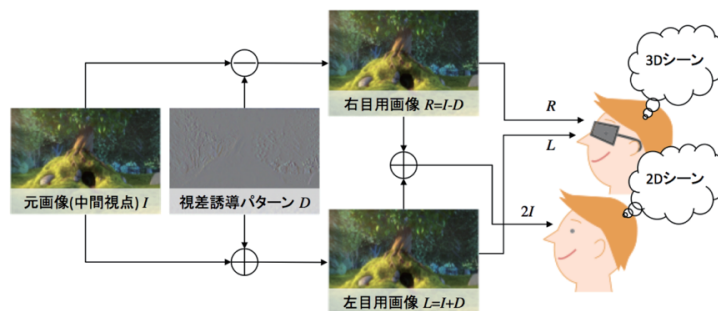 3Dシーン
右目用画像 R=I-D
R
L
元画像(中間視点) I
視差誘導パターン D
2Dシーン
2I
左目用画像 L=I+D